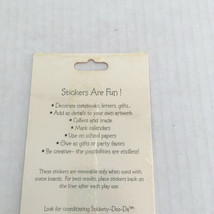 Stickers Are Fun !
• Decorate notebooks, letters, gifts...
• Add as details to your own artwork
• Collect and trade
• Mark calendars
• Use on school papers
• Give as gifts or party favors
• Be creative- the possibilities are endless!
These stickers are removable only when used
with some boards. For best results, place stickers back on
the liner after each play use.
Look for coordinating Stickety-Doo-Da™